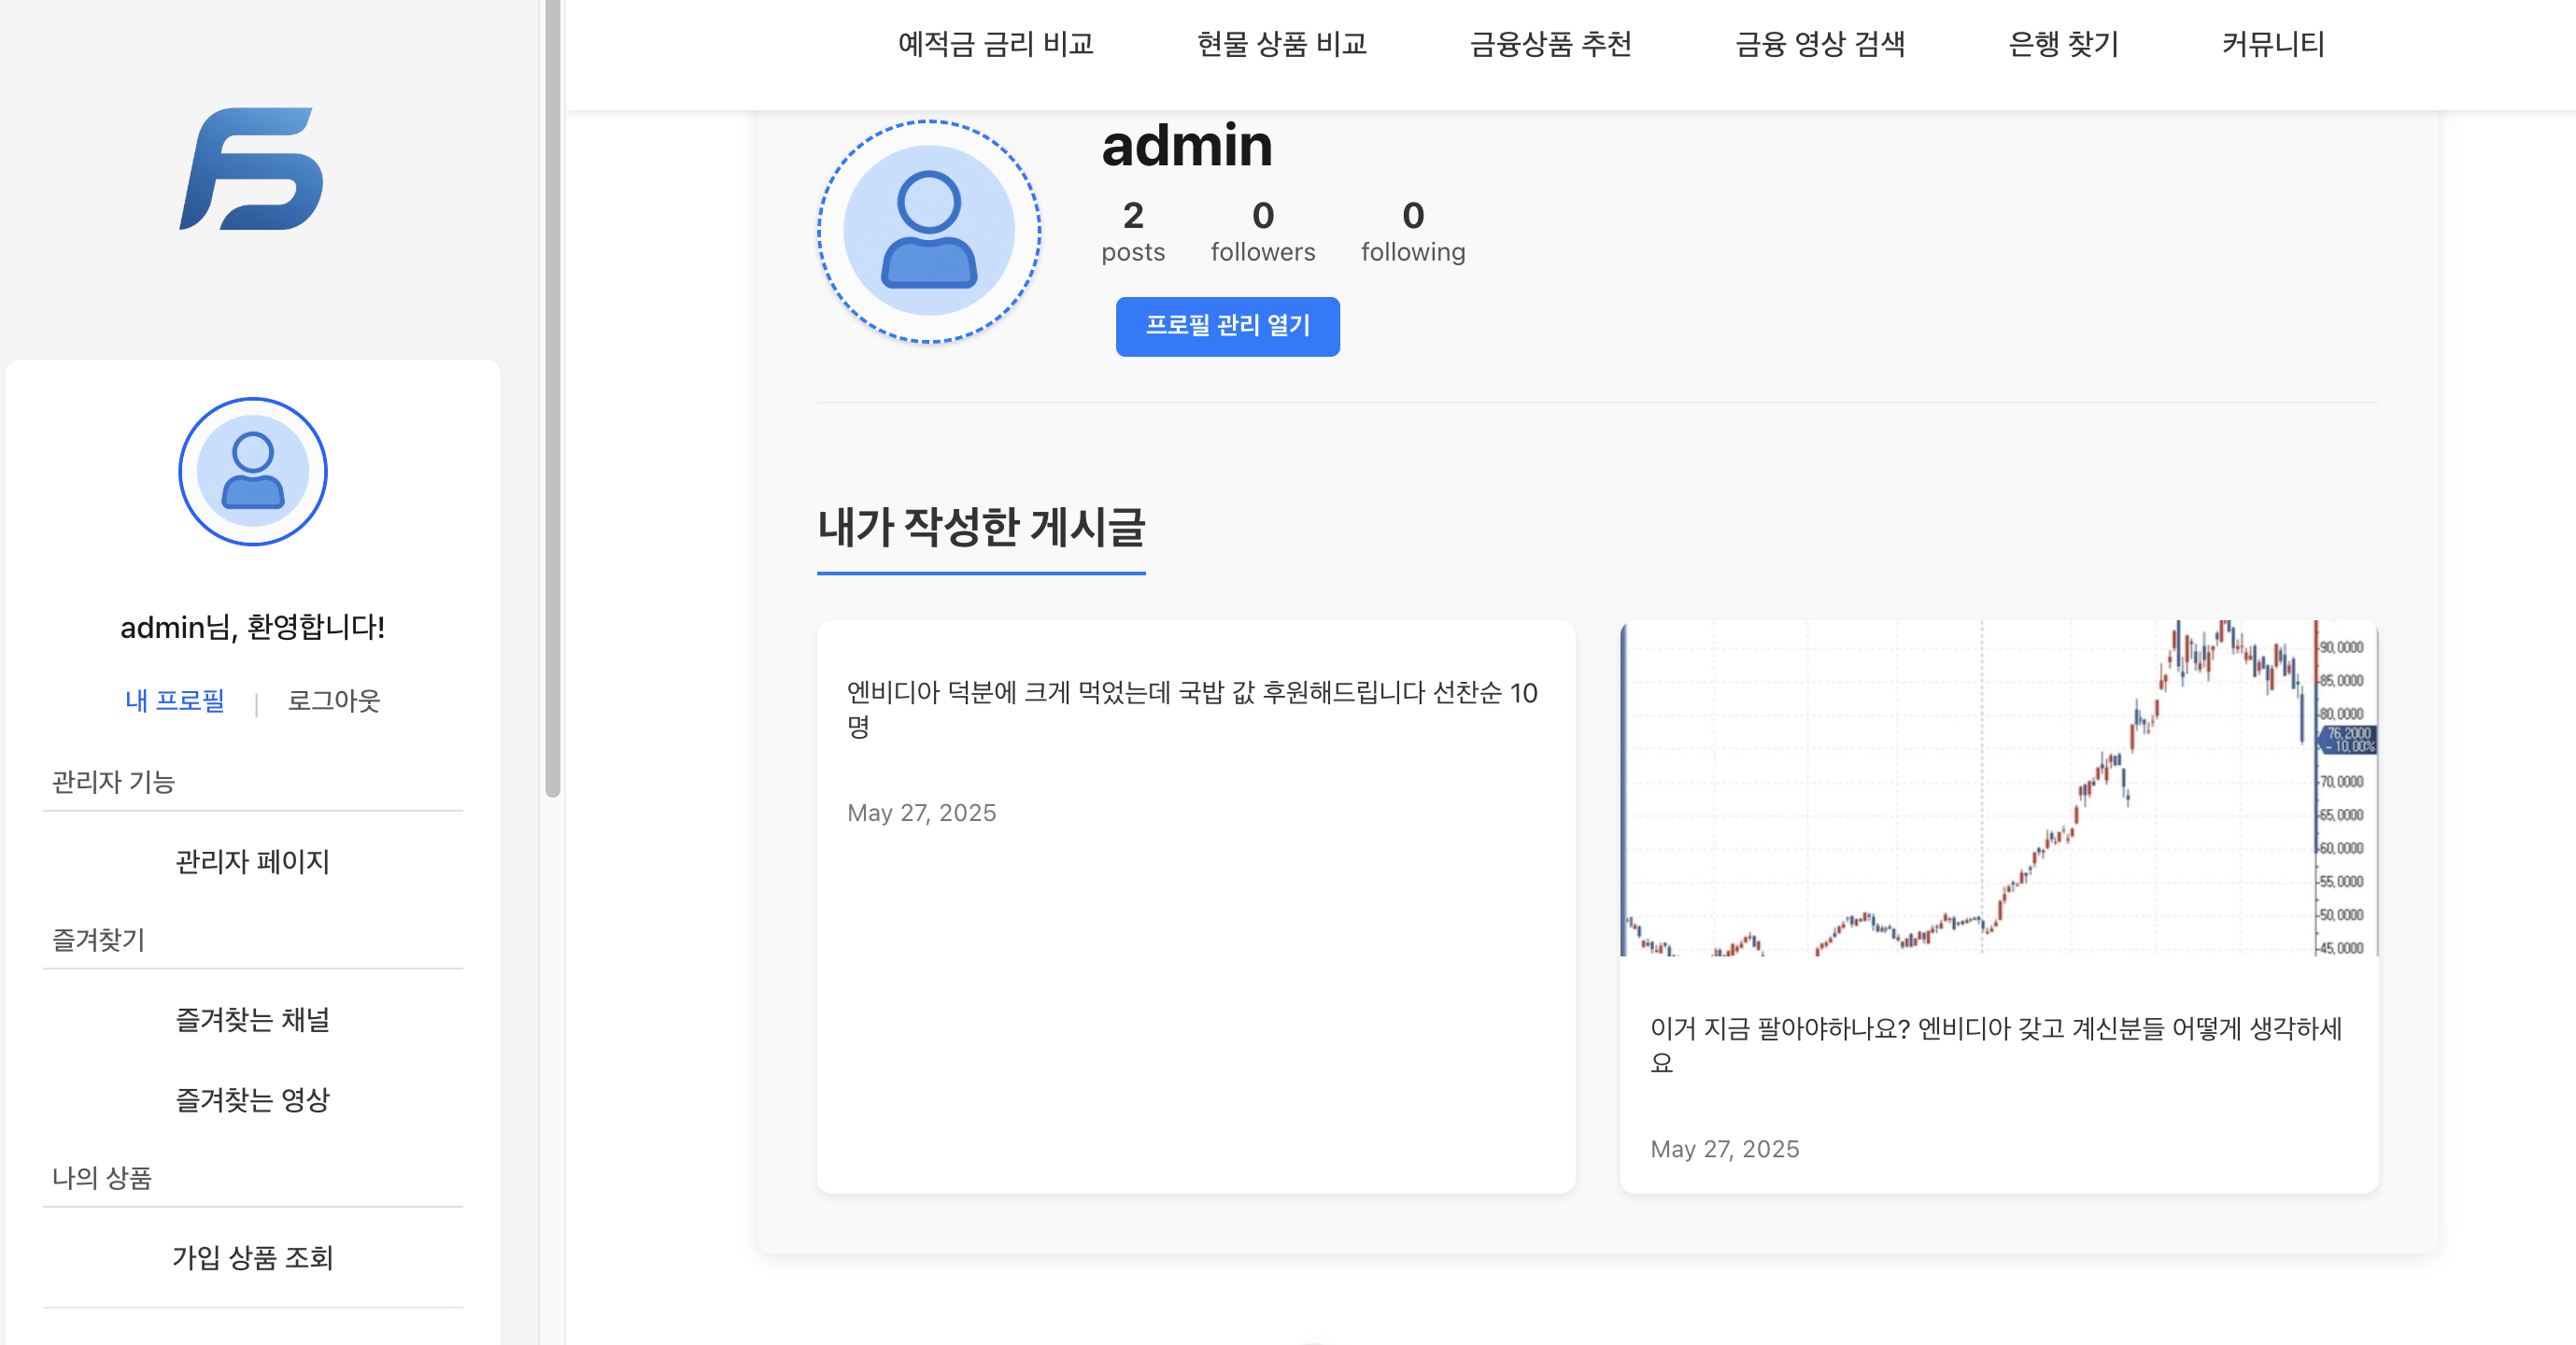 예적금 금리 비교
현물 상품 비교
금융상품 추천
금융 영상 검색
은행 찾기
커뮤니티
admin님, 환영합니다!
내 프로필 | 로그아웃
관리자 기능
관리자 페이지
즐겨찾기
즐겨찾는 채널
즐겨찾는 영상
나의 상품
가입 상품 조회
admin
2 0 0
posts followers following
프로필 관리 열기
내가 작성한 게시글
엔비디아 덕분에 크게 먹었는데 국밥 값 후원해드립니다 선찬순 10
명
May 27, 2025
90,0000
85,0000
80,0000
76,2000
-10,00%
70,0000
65,0000
60,0000
55,0000
50,0000
45,0000
이거 지금 팔아야하나요? 엔비디아 갖고 계신분들 어떻게 생각하세
요
May 27, 2025